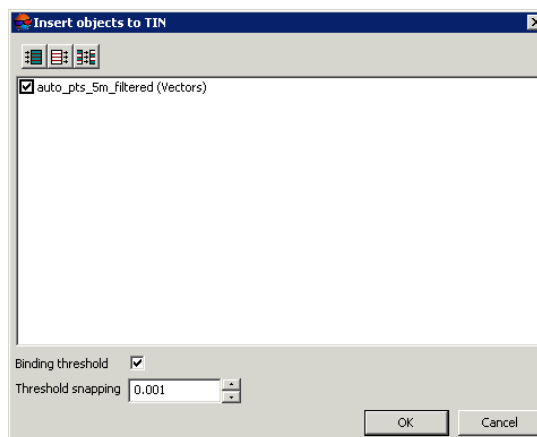 Insert objects to TIN
auto_pts_5m_filtered (Vectors)
Binding threshold
Threshold snapping 0.001
OK Cancel